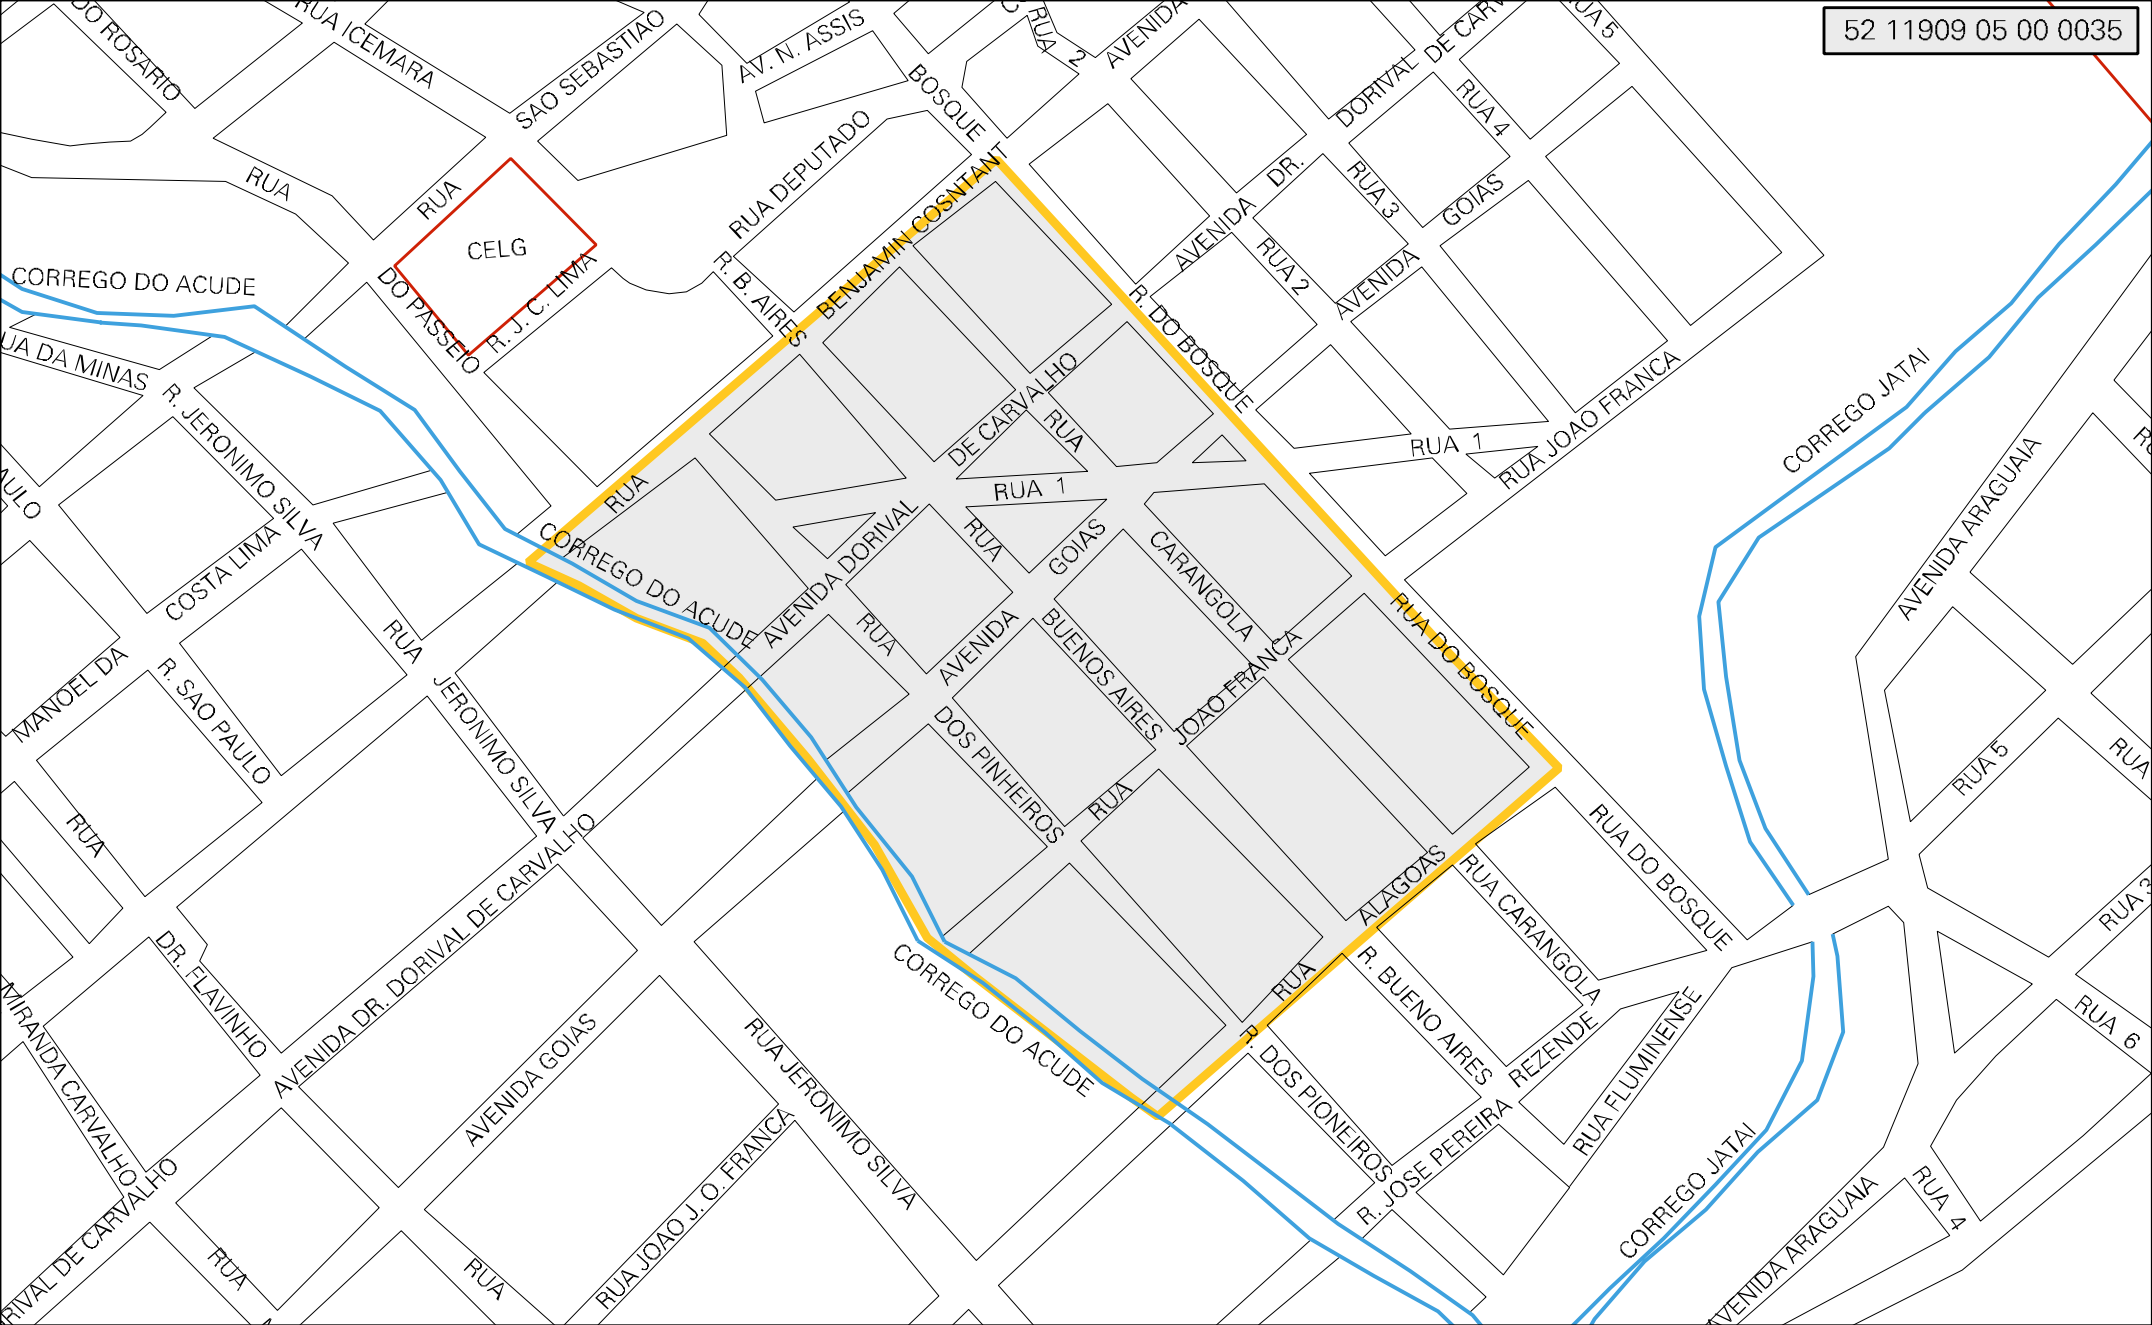 52 11909 05 00 0035
DO ROSARIO
RUA ICEMARA
SAO SEBASTIAO
AV. N. ASSIS
BOSQUE
RUA 2
AVENIDA
DORIVAL
DE CARV
RUA 5
RUA 4
RUA
RUA
CELG
RUA DEPUTADO
BENJAMIN COSNTANT
AVENIDA
DR.
RUA 3
GOIAS
CORREGO DO ACUDE
DO PASSEIO
R. J. C. LIMA
R. B. AIRES
R. DO BOSQUE
RUA 2
AVENIDA
UA DA MINAS
R. JERONIMO SILVA
DE CARVALHO
RUA
RUA 1
RUA JOAO FRANCA
CORREGO JATAI
AVENIDA ARAGUAIA
AULO
COSTA LIMA
RUA
RUA 1
CORREGO DO ACUDE
AVENIDA DORIVAL
RUA
GOIAS
CARANGOLA
RUA
RUA
AVENIDA
BUENOS AIRES
JOAO FRANCA
RUA DO BOSQUE
MANOEL DA
R. SAO PAULO
JERONIMO SILVA
DOS PINHEIROS
RUA
RUA 5
RUA
RUA
AVENIDA DR. DORIVAL DE CARVALHO
ALAGOAS
RUA CARANGOLA
RUA DO BOSQUE
RUA 3
DR. FLAVINHO
CORREGO DO ACUDE
RUA
R. BUENO AIRES
REZENDE
RUA FLUMINENSE
RUA 6
MIRANDA CARVALHO
AVENIDA GOIAS
RUA JERONIMO SILVA
R. DOS PIONEIROS
R. JOSE PEREIRA
CORREGO JATAI
RIVAL DE CARVALHO
RUA
RUA
RUA JOAO J. O. FRANCA
AVENIDA ARAGUAIA
RUA 4